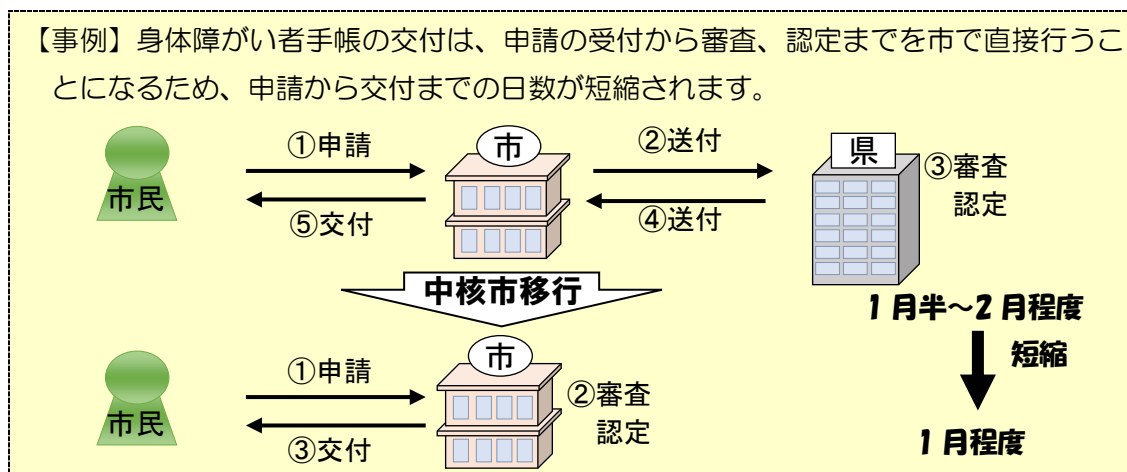 【事例】身体障がい者手帳の交付は、申請の受付から審査、認定までを市で直接行うこ
とになるため、申請から交付までの日数が短縮されます。
市民
①申請
⑤交付
市
②送付
④送付
県
③審査
認定
中核市移行
1月半～2月程度
短縮
1月程度
市民
①申請
③交付
市
②審査
認定